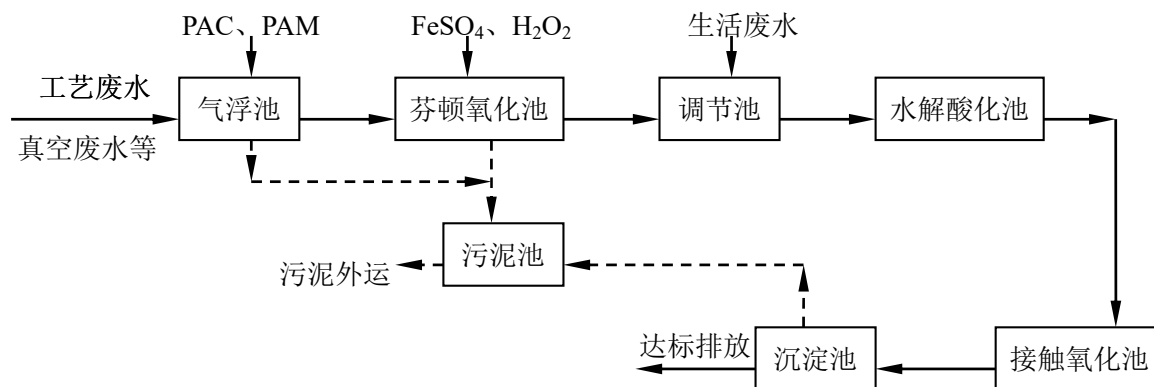 PAC、PAM
FeSO₄、H₂O₂
生活废水
工艺废水
真空废水等
气浮池
芬顿氧化池
调节池
水解酸化池
污泥池
污泥外运
达标排放
沉淀池
接触氧化池